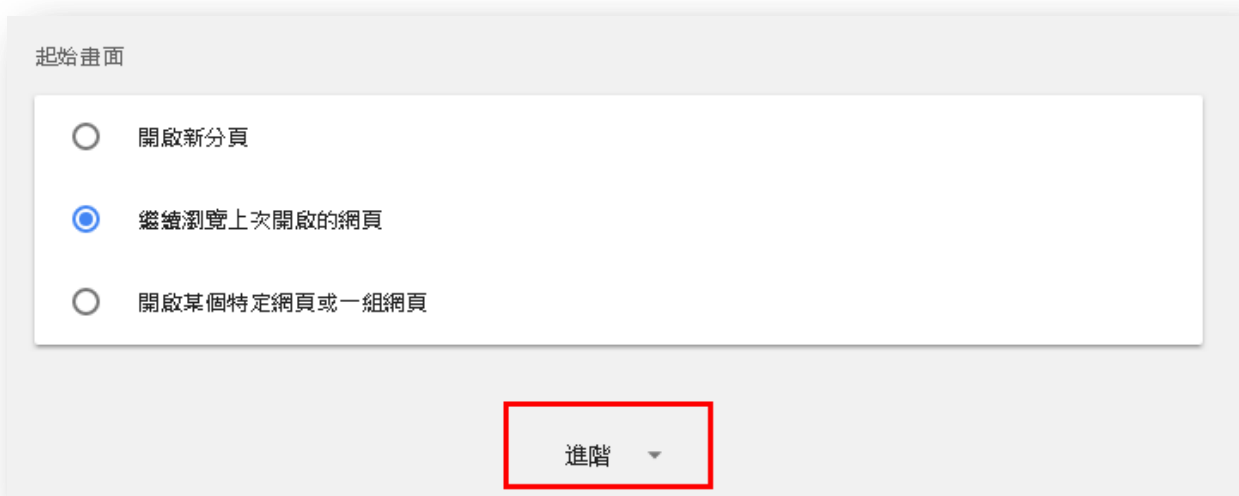 起始畫面
開啟新分頁
繼續瀏覽上次開啟的網頁
開啟某個特定網頁或一組網頁
進階